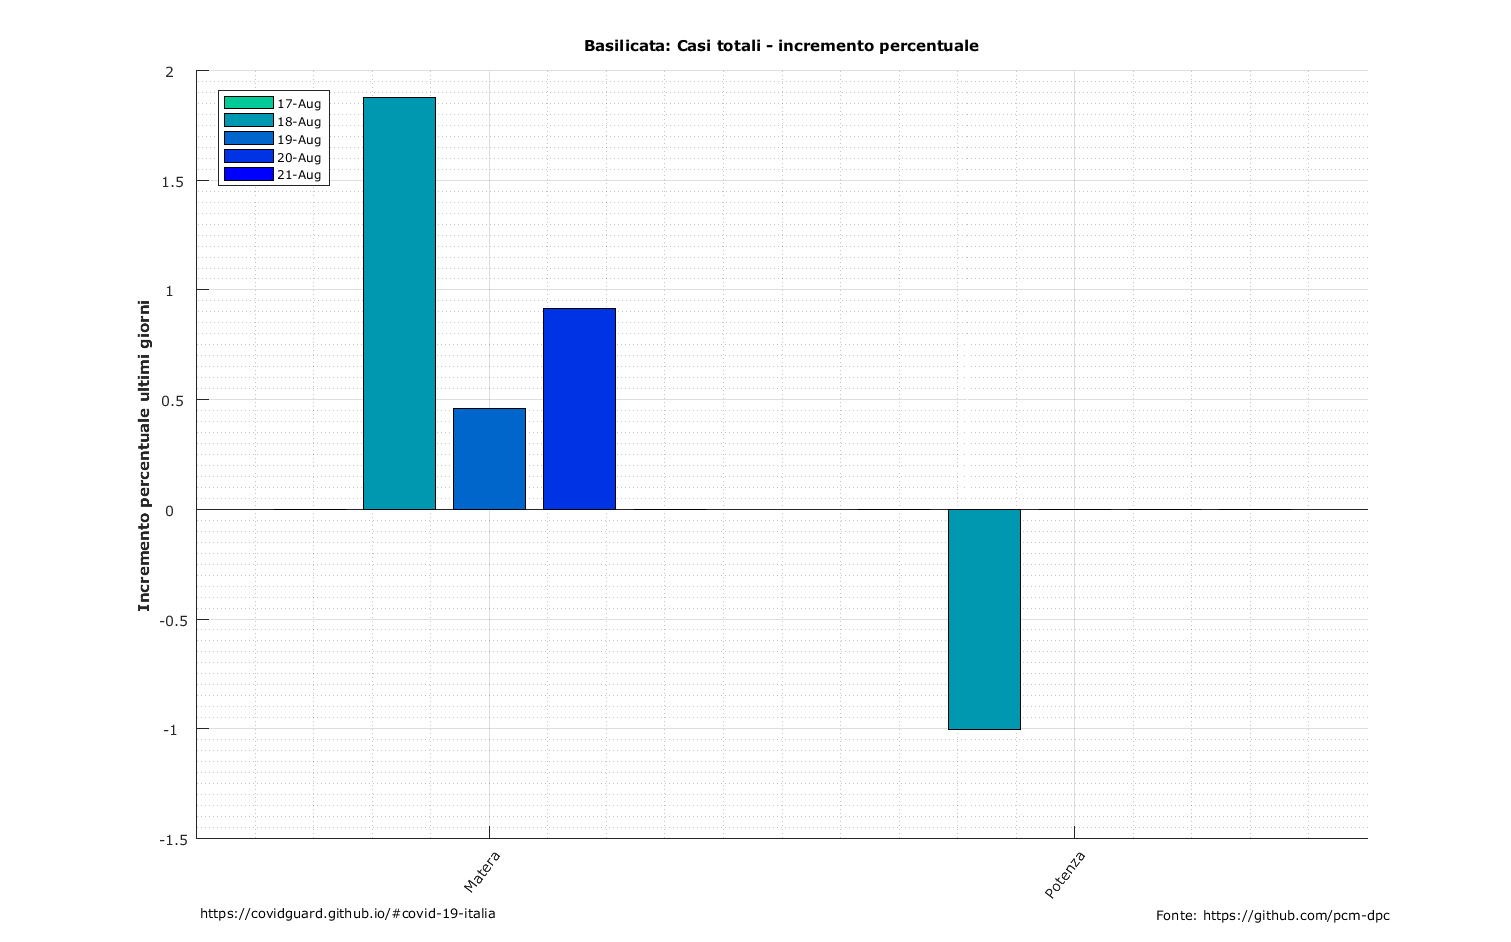 Basilicata: Casi totali - incremento percentuale
2
1.5
1
0.5
0
-0.5
-1
-1.5
Incremento percentuale ultimi giorni
17-Aug
18-Aug
19-Aug
20-Aug
21-Aug
Matera
Potenza
https://covidguard.github.io/#covid-19-italia
Fonte: https://github.com/pcm-dpc